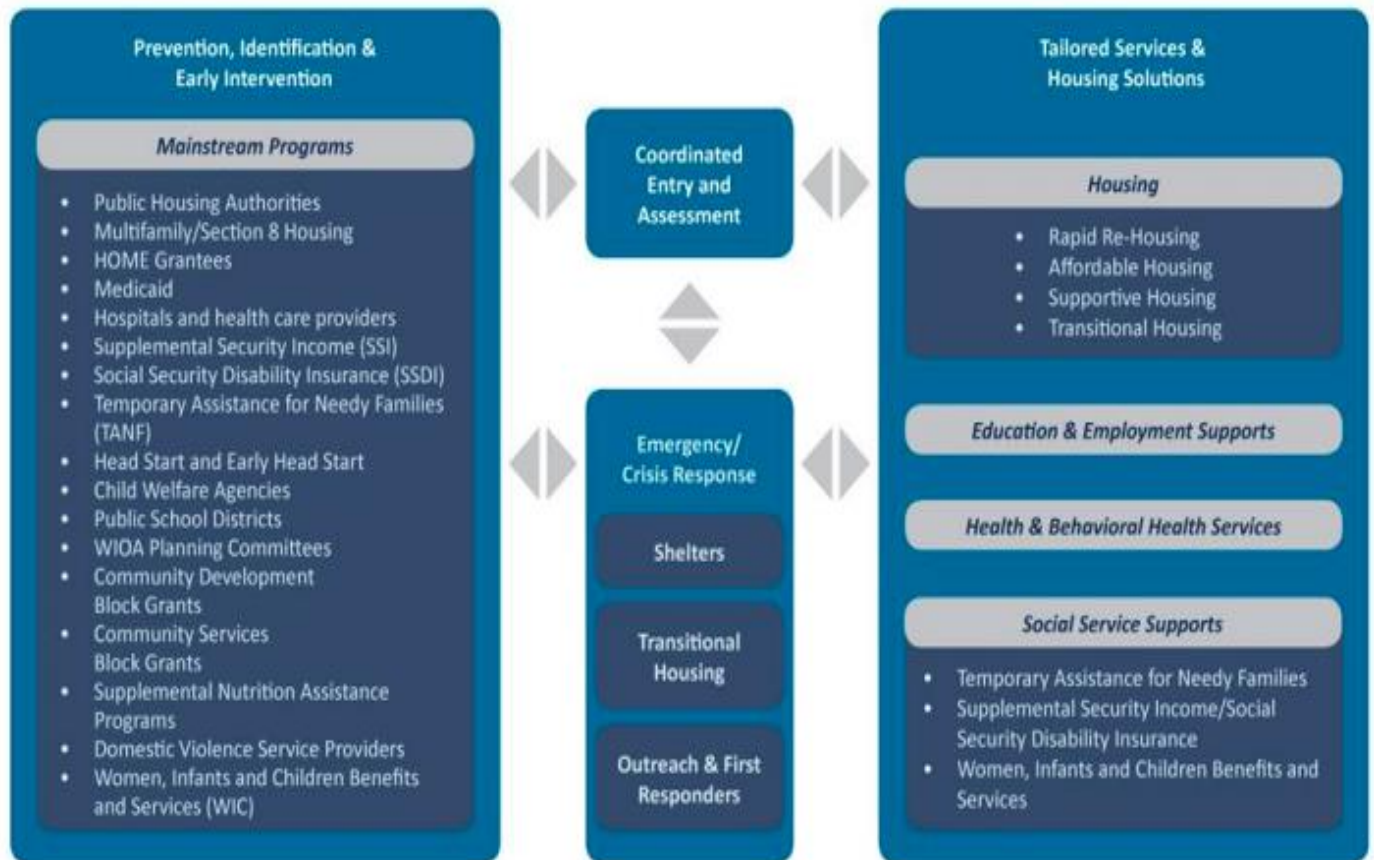 Prevention, Identification &
Early Intervention
Mainstream Programs
• Public Housing Authorities
• Multifamily/Section 8 Housing
• HOME Grantees
• Medicaid
• Hospitals and health care providers
• Supplemental Security Income (SSI)
• Social Security Disability Insurance (SSDI)
• Temporary Assistance for Needy Families
(TANF)
• Head Start and Early Head Start
• Child Welfare Agencies
• Public School Districts
• WIOA Planning Committees
• Community Development
Block Grants
• Community Services
Block Grants
• Supplemental Nutrition Assistance
Programs
• Domestic Violence Service Providers
• Women, Infants and Children Benefits
and Services (WIC)
Coordinated
Entry and
Assessment
Emergency/
Crisis Response
Shelters
Transitional
Housing
Outreach & First
Responders
Tailored Services &
Housing Solutions
Housing
• Rapid Re-Housing
• Affordable Housing
• Supportive Housing
• Transitional Housing
Education & Employment Supports
Health & Behavioral Health Services
Social Service Supports
• Temporary Assistance for Needy Families
• Supplemental Security Income/Social
Security Disability Insurance
• Women, Infants and Children Benefits and
Services